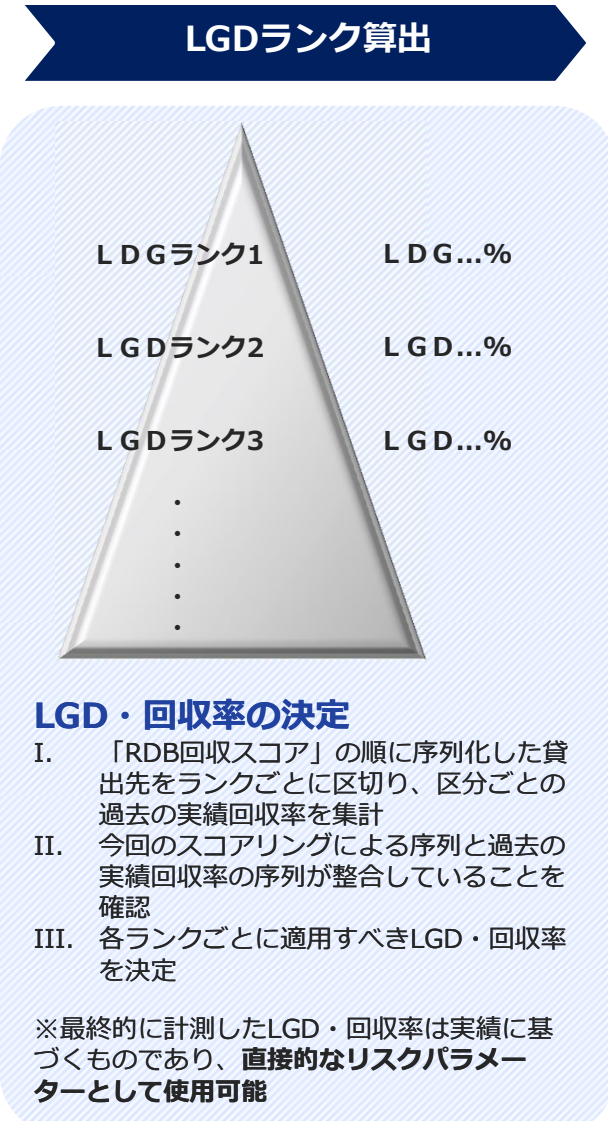 LGDランク算出
ＬＤＧランク1 ＬＤＧ…%
ＬＧＤランク2 ＬＧＤ…%
ＬＧＤランク3 ＬＧＤ…%
・
・
・
・
・
LGD・回収率の決定
I. 「RDB回収スコア」の順に序列化した貸
出先をランクごとに区切り、区分ごとの
過去の実績回収率を集計
II. 今回のスコアリングによる序列と過去の
実績回収率の序列が整合していることを
確認
III. 各ランクごとに適用すべきLGD・回収率
を決定
※最終的に計測したLGD・回収率は実績に基
づくものであり、直接的なリスクパラメー
ターとして使用可能